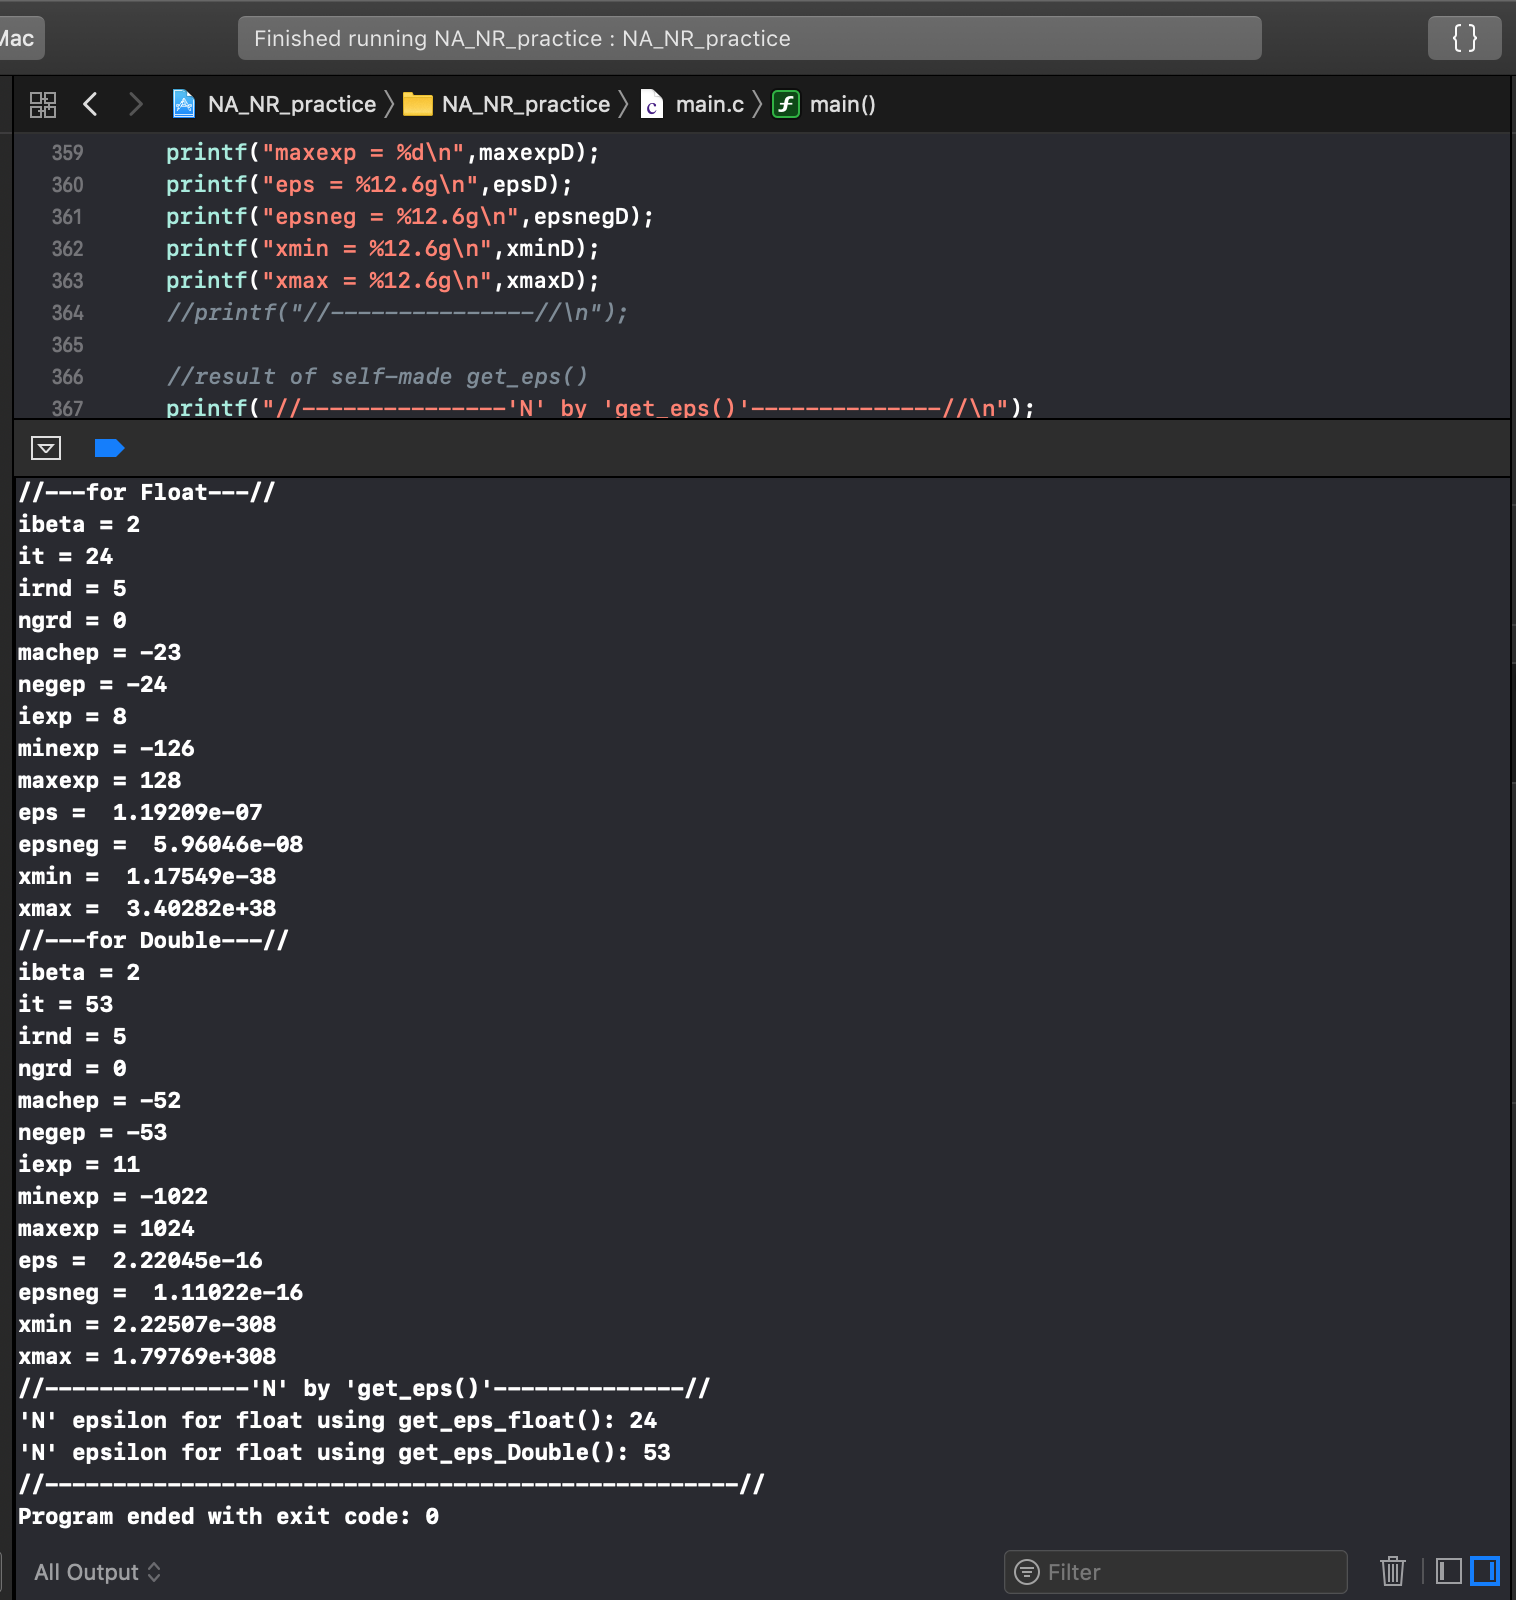 Mac
Finished running NA_NR_practice : NA_NR_practice
{}
NA_NR_practice > NA_NR_practice > main.c > main()
359 printf("maxexp = %d\n",maxexpD);
360 printf("eps = %12.6g\n",epsD);
361 printf("epsneg = %12.6g\n",epsnegD);
362 printf("xmin = %12.6g\n",xminD);
363 printf("xmax = %12.6g\n",xmaxD);
364 //printf("//---------------//\n");
365
366 //result of self-made get_eps()
367 printf("//---------------'N' by 'get_eps()'--------------//\n");
//---for Float---//
ibeta = 2
it = 24
irnd = 5
ngrd = 0
machep = -23
negep = -24
iexp = 8
minexp = -126
maxexp = 128
eps =  1.19209e-07
epsneg =  5.96046e-08
xmin =  1.17549e-38
xmax =  3.40282e+38
//---for Double---//
ibeta = 2
it = 53
irnd = 5
ngrd = 0
machep = -52
negep = -53
iexp = 11
minexp = -1022
maxexp = 1024
eps =  2.22045e-16
epsneg =  1.11022e-16
xmin = 2.22507e-308
xmax = 1.79769e+308
//---------------'N' by 'get_eps()'--------------//
'N' epsilon for float using get_eps_float(): 24
'N' epsilon for float using get_eps_Double(): 53
//---------------------------------------------------//
Program ended with exit code: 0
All Output
Filter